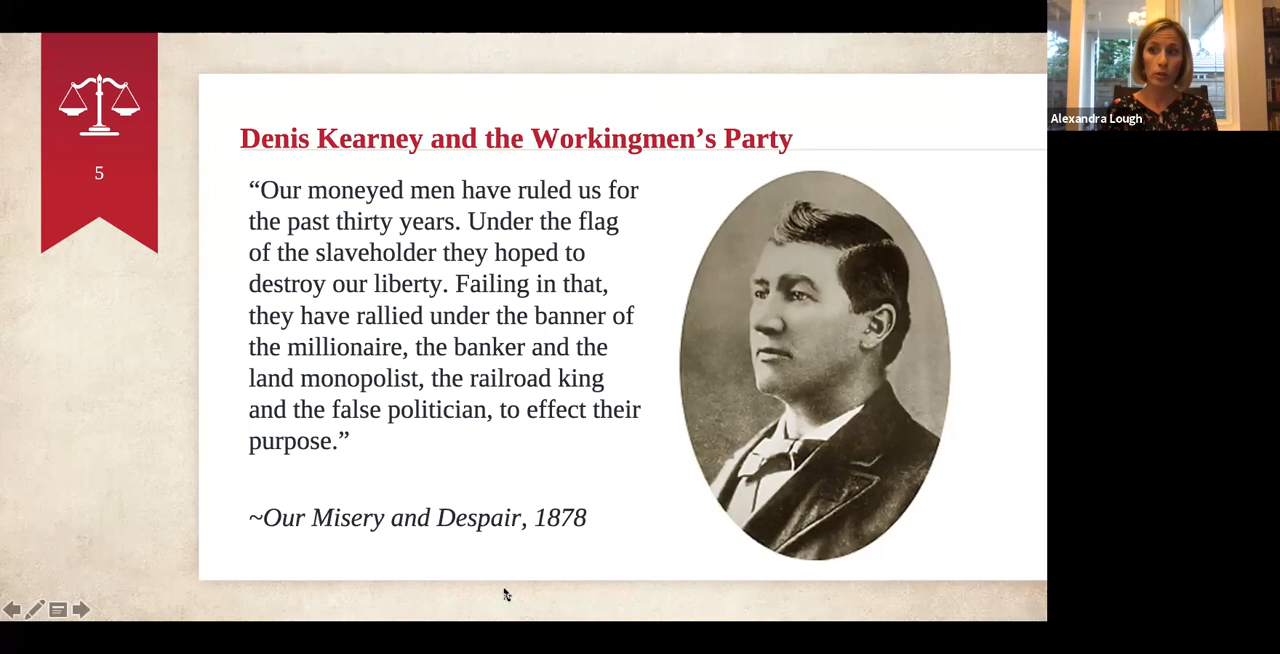 5
Denis Kearney and the Workingmen’s Party
“Our moneyed men have ruled us for
the past thirty years. Under the flag
of the slaveholder they hoped to
destroy our liberty. Failing in that,
they have rallied under the banner of
the millionaire, the banker and the
land monopolist, the railroad king
and the false politician, to effect their
purpose.”
~Our Misery and Despair, 1878
Alexandra Lough